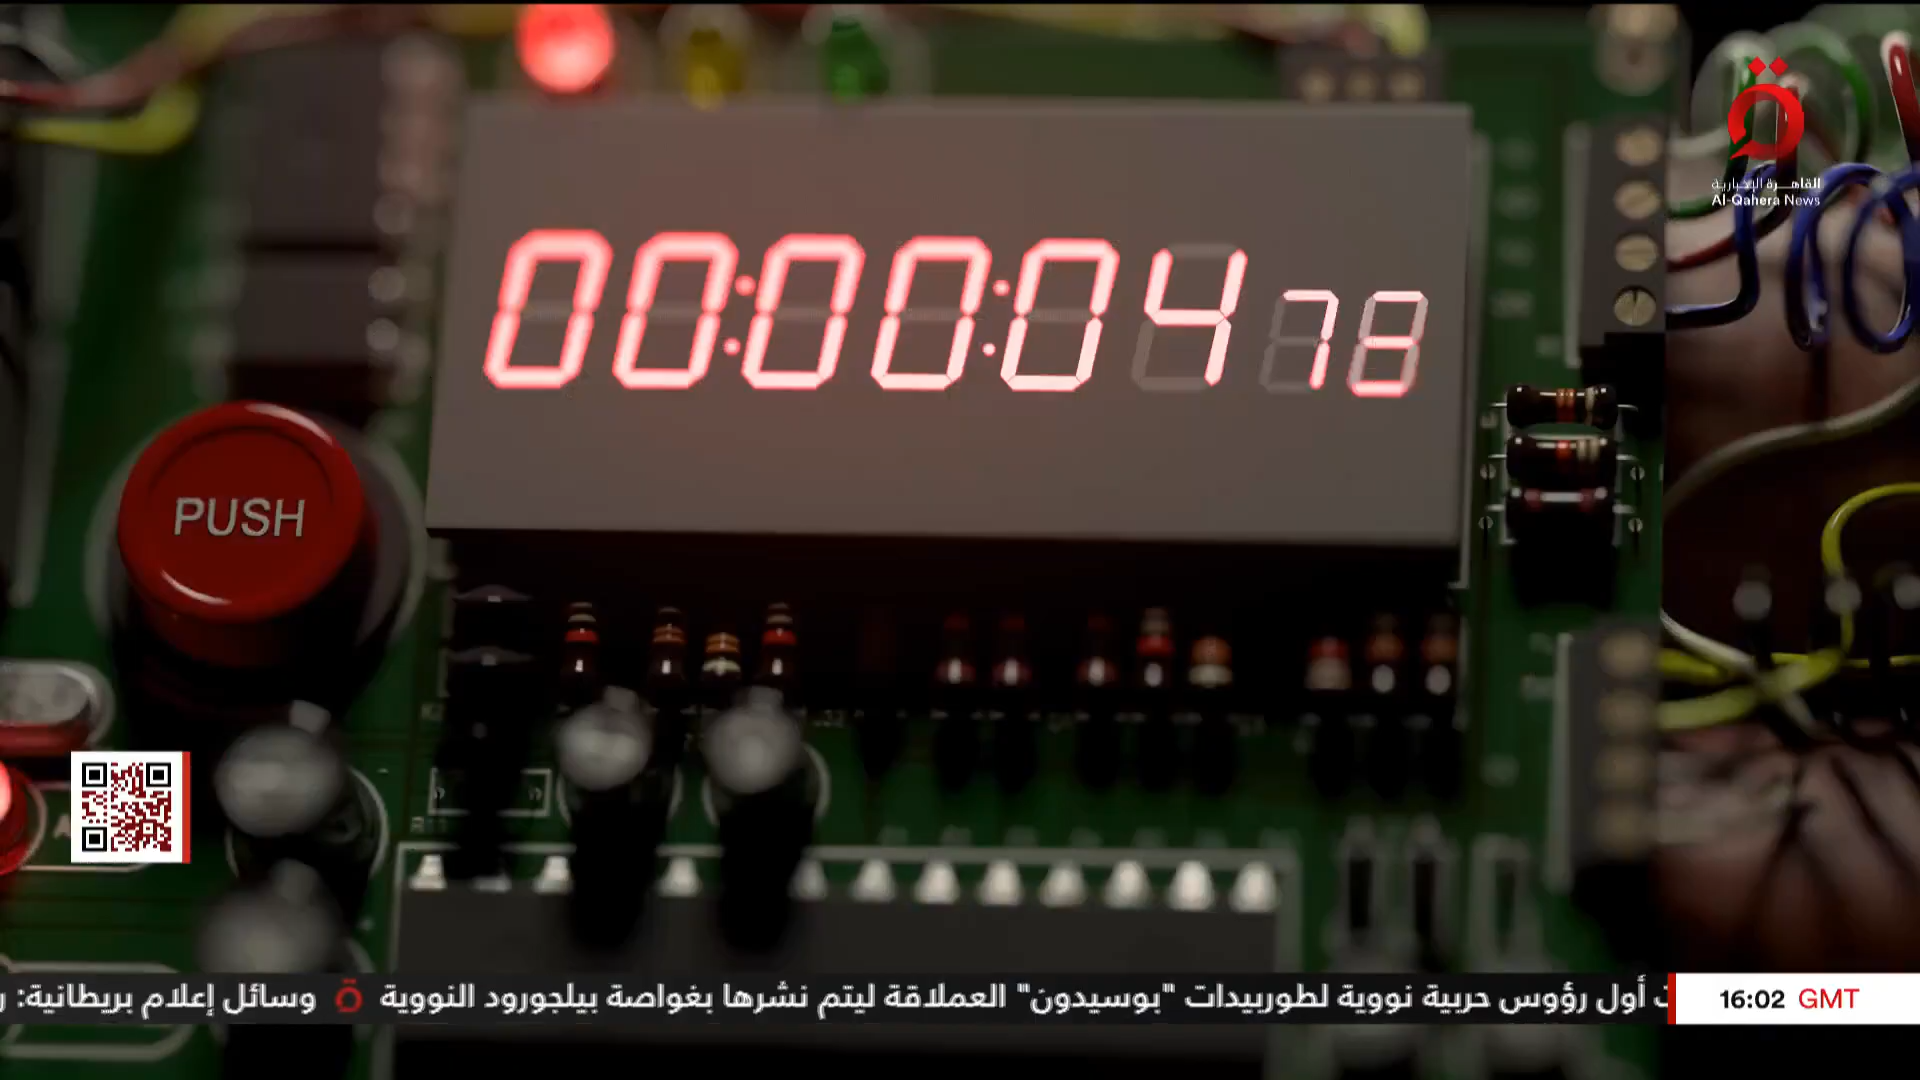 القاهرة الإخبارية
Al-Qahera News
00:00:04
PUSH
أول رؤوس حربية نووية لطوربيدات "بوسيدون" العملاقة ليتم نشرها بغواصة بيلجورود النووية
وسائل إعلام بريطانية:
16:02 GMT